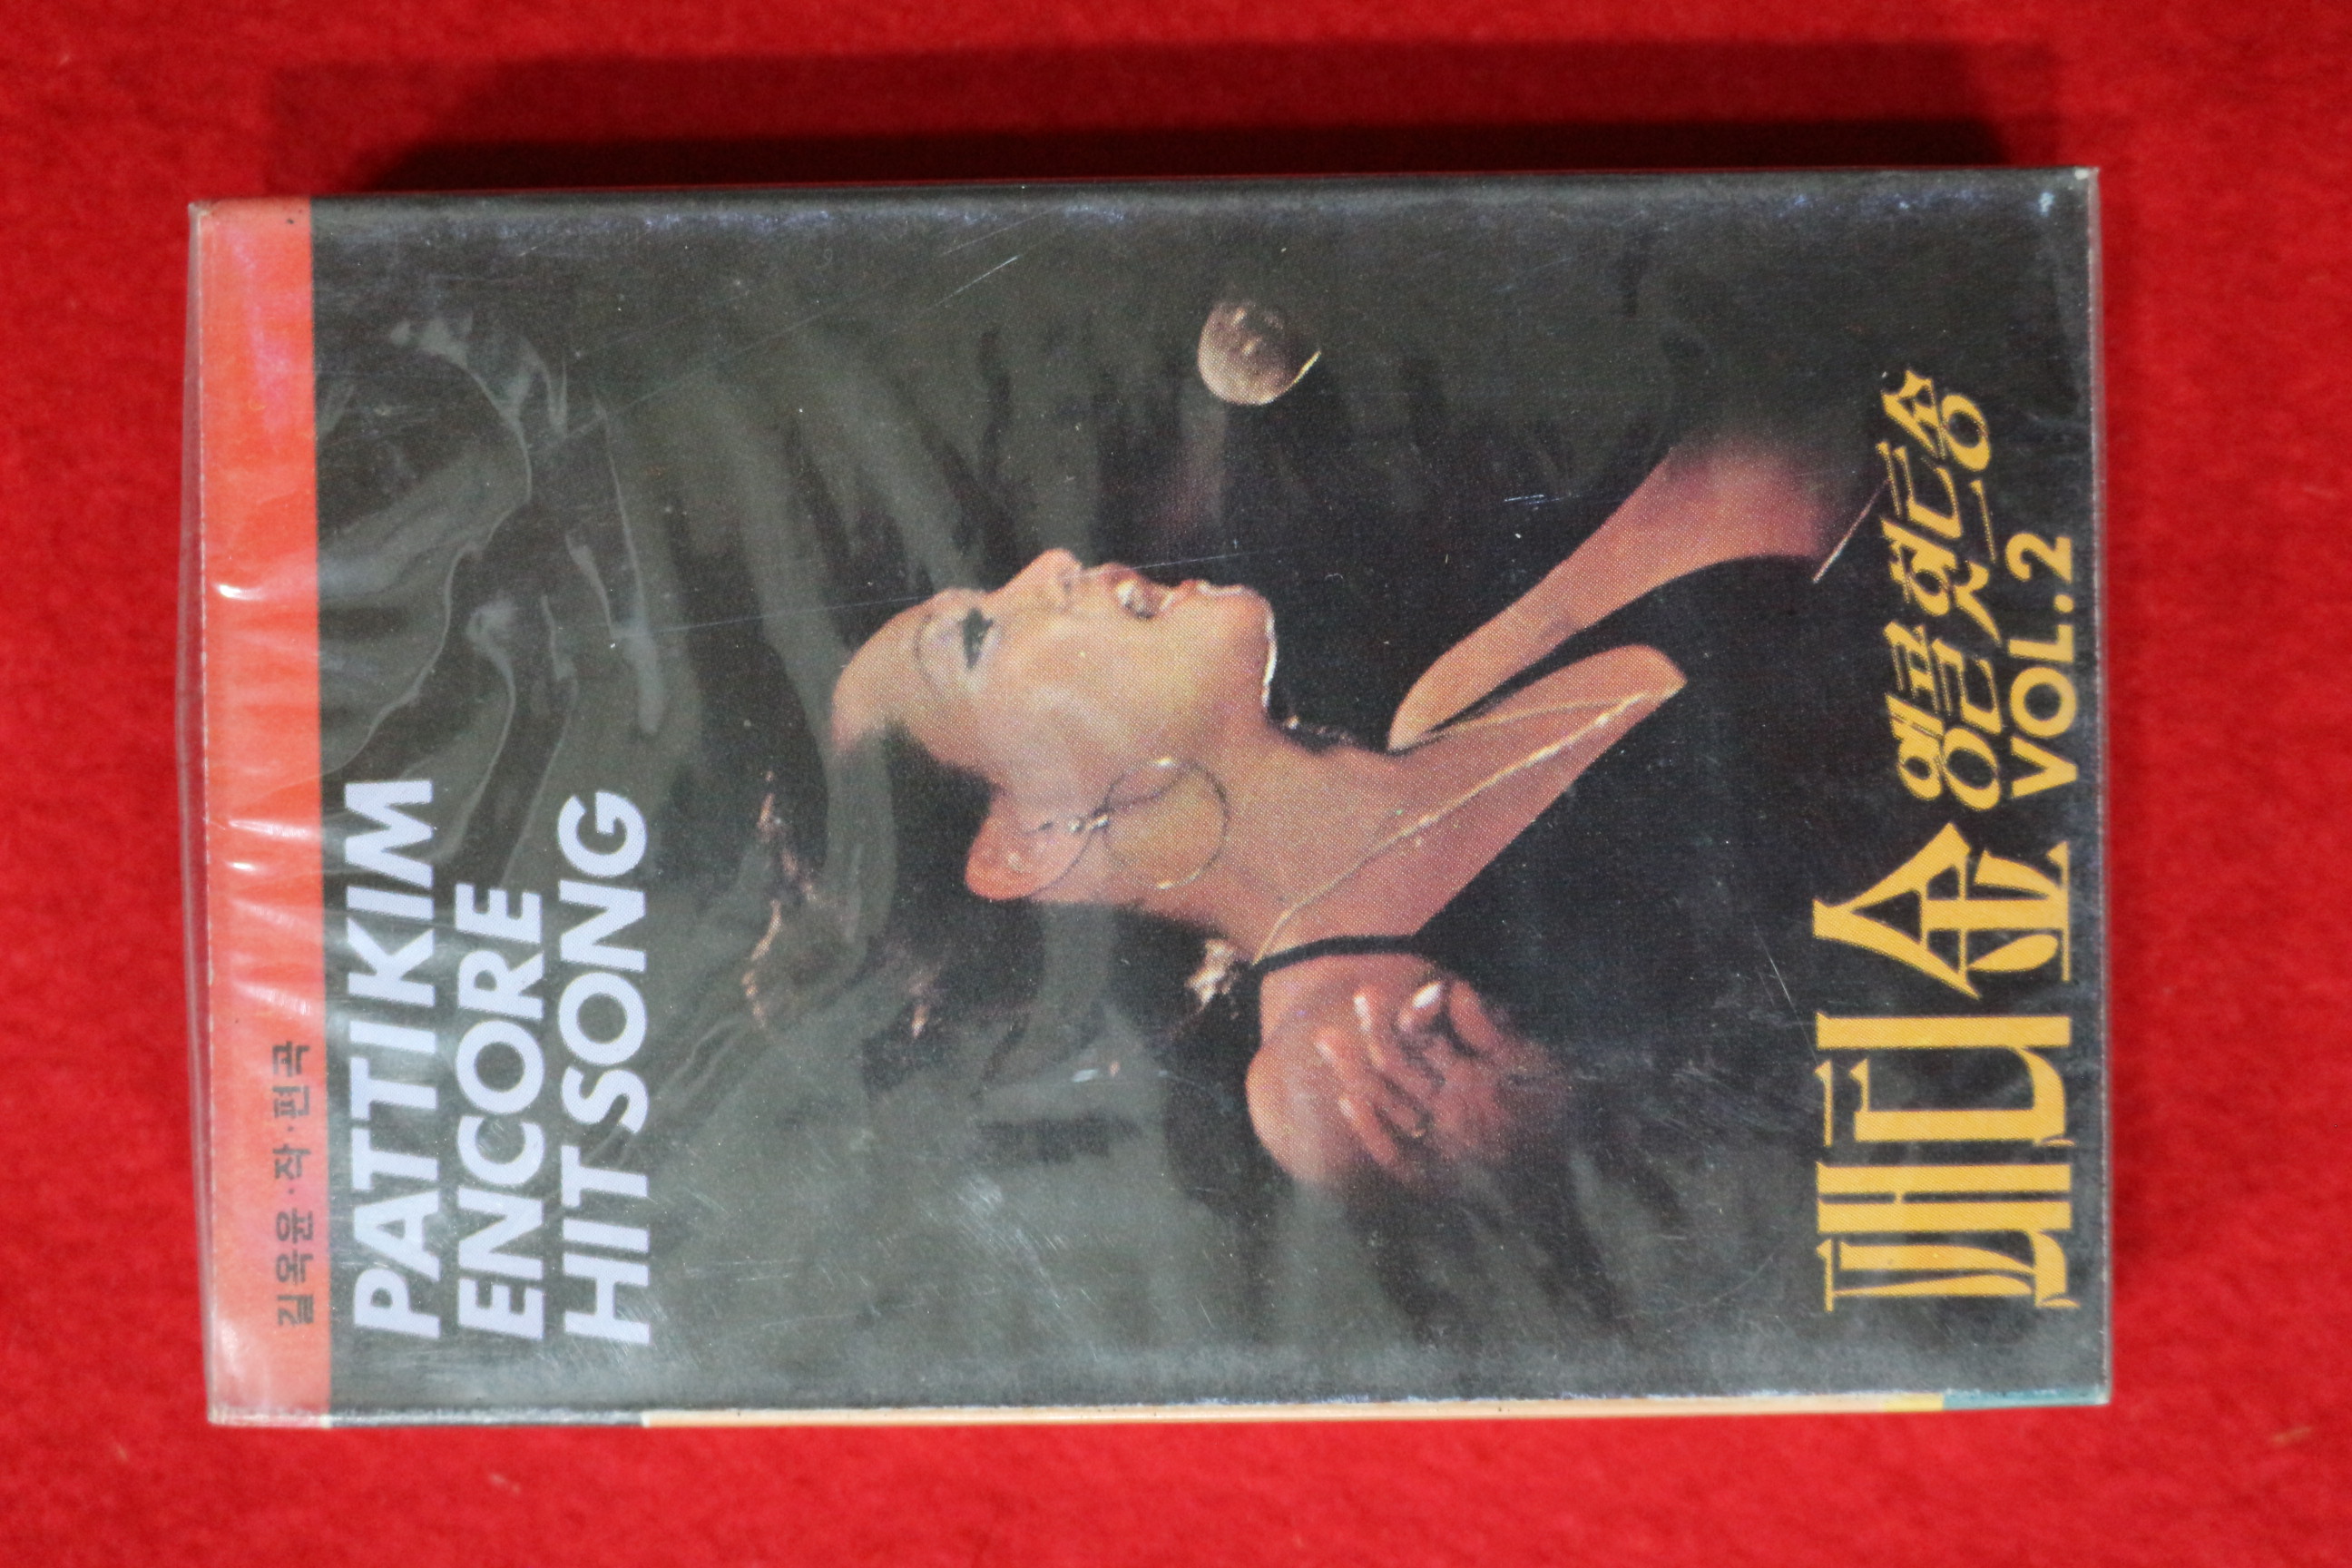 길옥윤·작·편곡
PATTI KIM
ENCORE
HIT SONG
패티金 앵콜힛트송
VOL.2